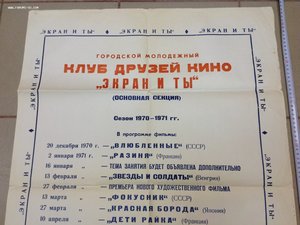 ГОРОДСКОЙ МОЛОДЕЖНЫЙ
КЛУБ ДРУЗЕЙ КИНО
„ЭКРАН И ТЫ"
(ОСНОВНАЯ СЕКЦИЯ)
Сезон 1970—1971 гг.
В программе фильмы:
20 декабря 1970 г. — „ВЛЮБЛЕННЫЕ" (СССР)
2 января 1971 г. — „РАЗИНЯ" (Франция)
16 января — ТЕМА ЗАНЯТИЯ БУДЕТ ОБЪЯВЛЕНА ДОПОЛНИТЕЛЬНО
13 февраля — „ЗВЕЗДЫ И СОЛДАТЫ" (Венгрия)
27 февраля — ПРЕМЬЕРА НОВОГО ХУДОЖЕСТВЕННОГО ФИЛЬМА
13 марта — „ФОКУСНИК" (СССР)
27 марта — „КРАСНАЯ БОРОДА" (Япония)
10 апреля — „ДЕТИ РАЙКА" (Франция)
„ЭКРАН И ТЫ" „ЭКРАН И ТЫ" „ЭКРАН И ТЫ"
ЭКРАН И ТЫ
ЭКРАН И ТЫ